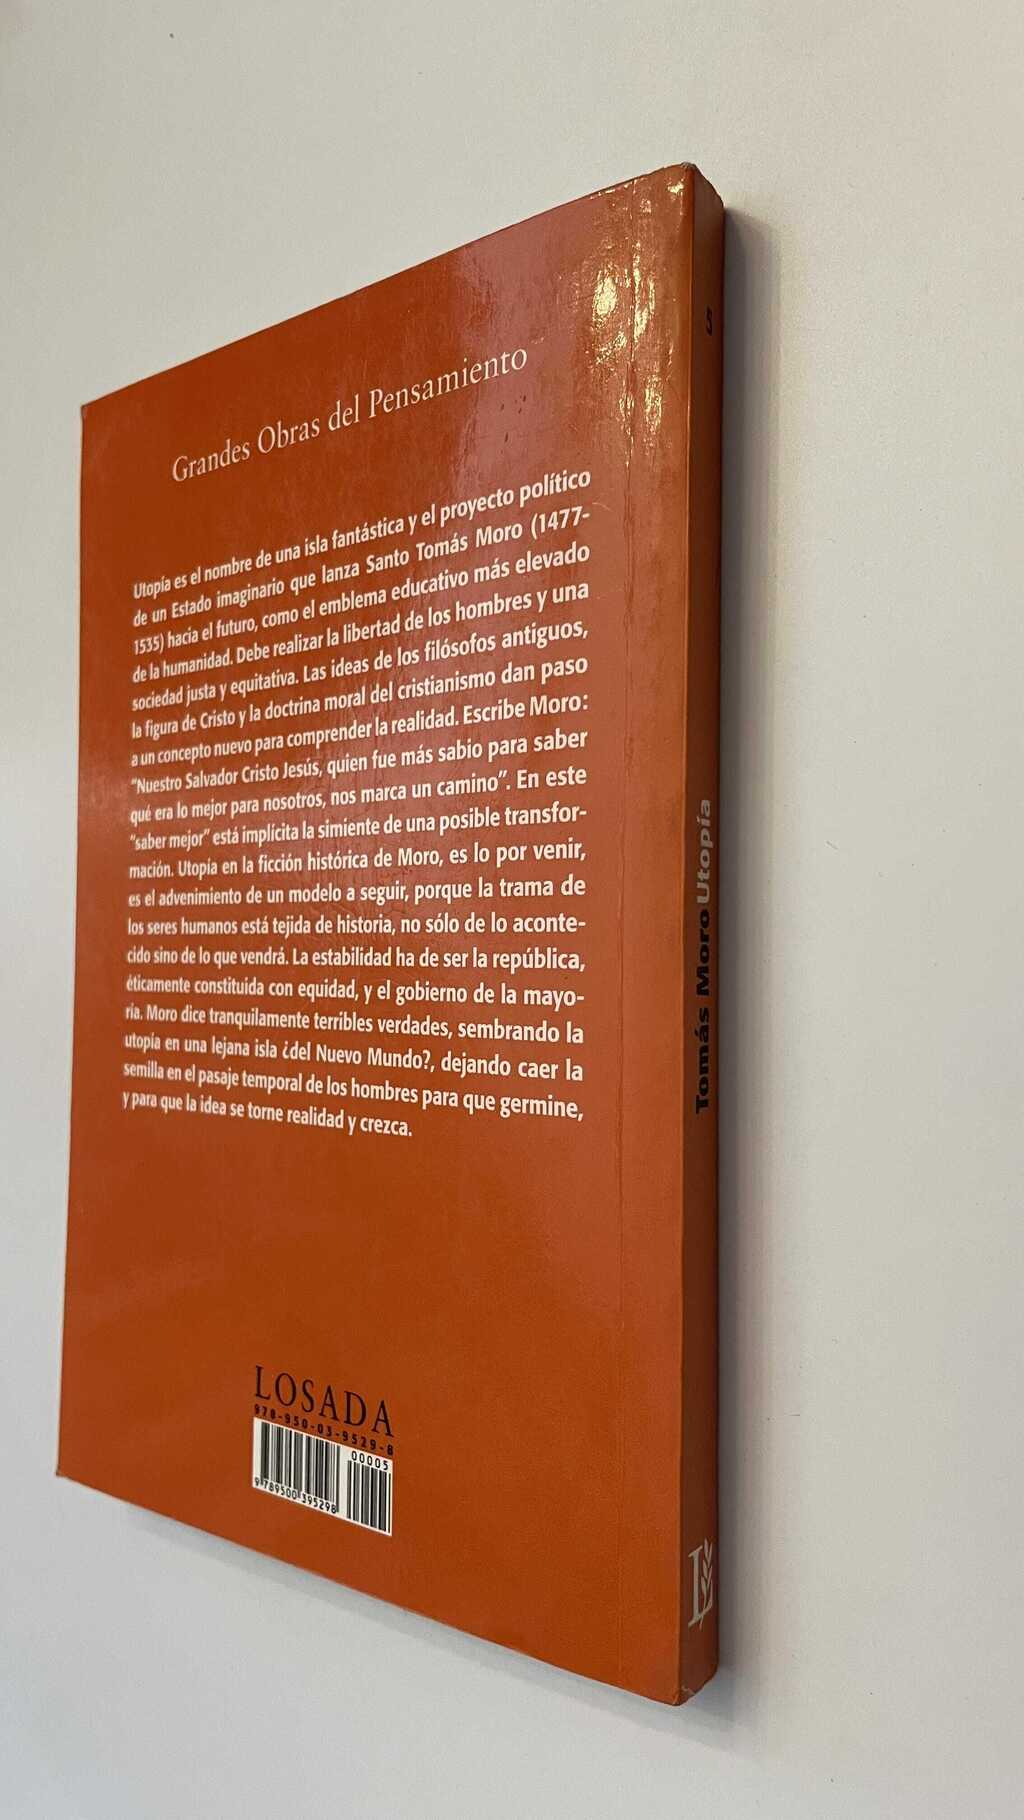 Grandes Obras del Pensamiento
Utopía es el nombre de una isla fantástica y el proyecto político
de un Estado imaginario que lanza Santo Tomás Moro (1477-
1535) hacia el futuro, como el emblema educativo más elevado
de la humanidad. Debe realizar la libertad de los hombres y una
sociedad justa y equitativa. Las ideas de los filósofos antiguos,
la figura de Cristo y la doctrina moral del cristianismo dan paso
a un concepto nuevo para comprender la realidad. Escribe Moro:
“Nuestro Salvador Cristo Jesús, quien fue más sabio para saber
qué era lo mejor para nosotros, nos marca un camino”. En este
“saber mejor” está implícita la simiente de una posible transfor-
mación. Utopía en la ficción histórica de Moro, es lo por venir,
es el advenimiento de un modelo a seguir, porque la trama de
los seres humanos está tejida de historia, no sólo de lo aconte-
cido sino de lo que vendrá. La estabilidad ha de ser la república,
éticamente constituida con equidad, y el gobierno de la mayo-
ría. Moro dice tranquilamente terribles verdades, sembrando la
utopía en una lejana isla ¿del Nuevo Mundo?, dejando caer la
semilla en el pasaje temporal de los hombres para que germine,
y para que la idea se torne realidad y crezca.
LOSADA
978-950-03-9529-8
00005
9 789500 395298
5
Tomás Moro Utopía
L